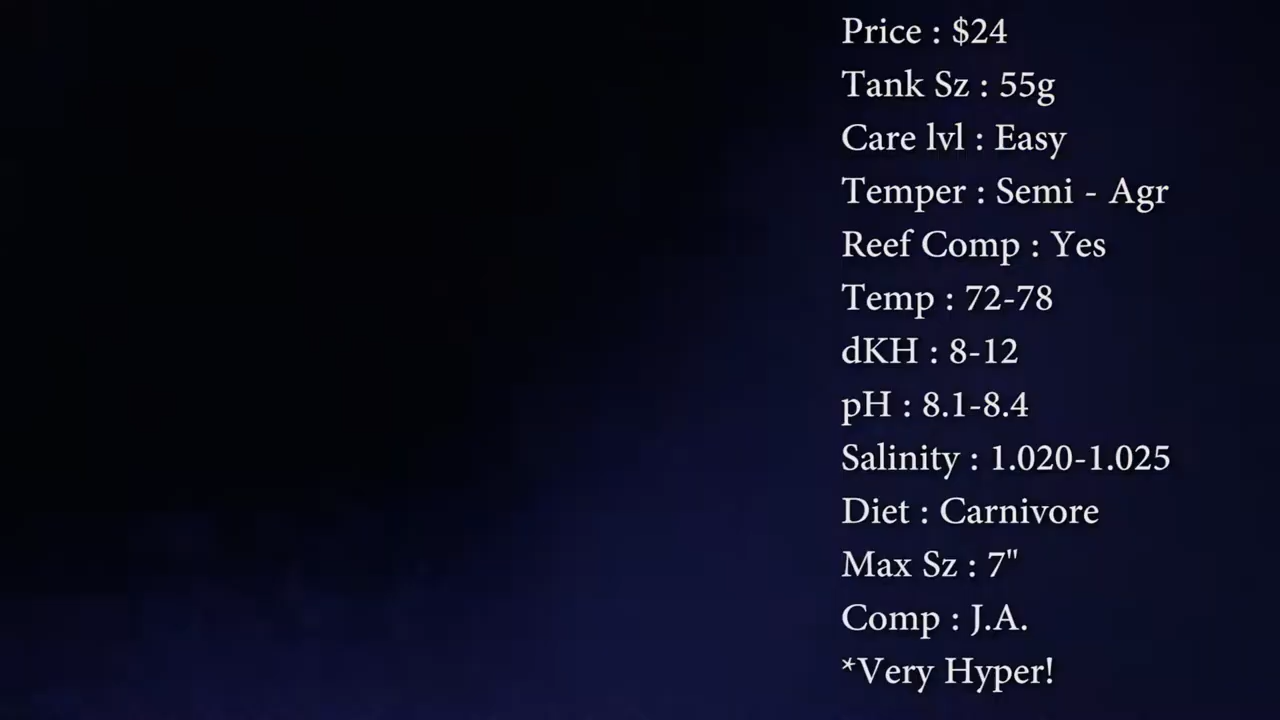 Price : $24
Tank Sz : 55g
Care lvl : Easy
Temper : Semi - Agr
Reef Comp : Yes
Temp : 72-78
dKH : 8-12
pH : 8.1-8.4
Salinity : 1.020-1.025
Diet : Carnivore
Max Sz : 7"
Comp : J.A.
*Very Hyper!